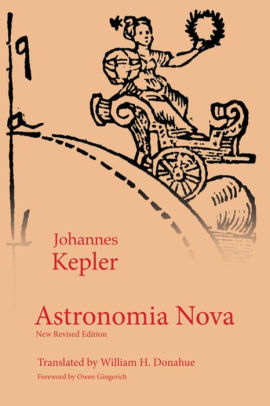 q
a
Johannes
Kepler
Astronomia Nova
New Revised Edition
Translated by William H. Donahue
Foreword by Owen Gingerich